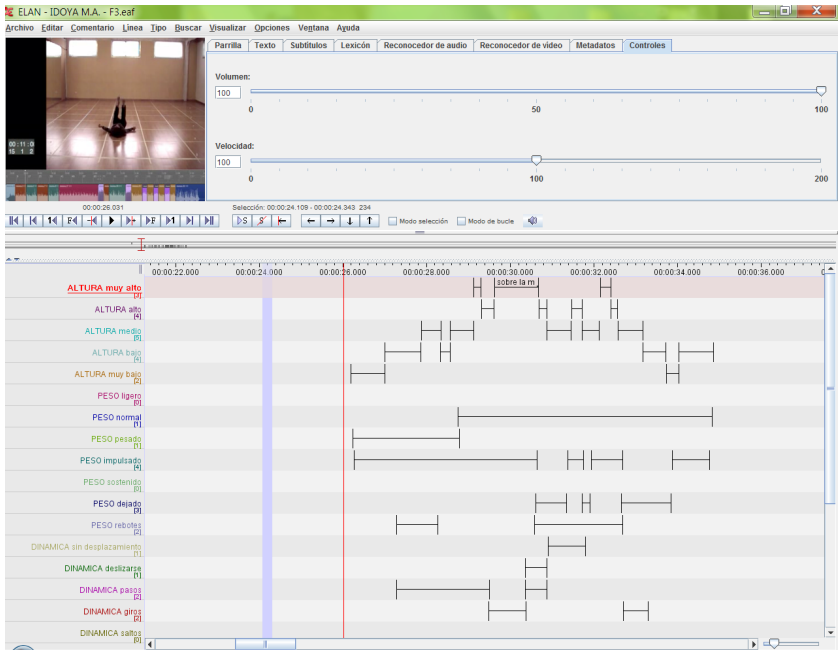 ELAN - IDOYA M.A. - F3.eaf
Archivo Editar Comentario Línea Tipo Buscar Visualizar Opciones Ventana Ayuda
Parrilla Texto Subtítulos Lexicón Reconocedor de audio Reconocedor de vídeo Metadatos Controles
Volumen:
100
0 50 100
Velocidad:
100
0 100 200
00:00:26.031 Selección: 00:00:24.109 - 00:00:24.343 234
Modo selección Modo de bucle
00:00:22.000 00:00:24.000 00:00:26.000 00:00:28.000 00:00:30.000 00:00:32.000 00:00:34.000 00:00:36.000
ALTURA muy alto
[3]
sobre la m
ALTURA alto
[4]
ALTURA medio
[5]
ALTURA bajo
[4]
ALTURA muy bajo
[2]
PESO ligero
[0]
PESO normal
[1]
PESO pesado
[1]
PESO impulsado
[4]
PESO sostenido
[0]
PESO dejado
[3]
PESO rebotes
[2]
DINAMICA sin desplazamiento
[1]
DINAMICA deslizarse
[1]
DINAMICA pasos
[2]
DINAMICA giros
[2]
DINAMICA saltos
[0]